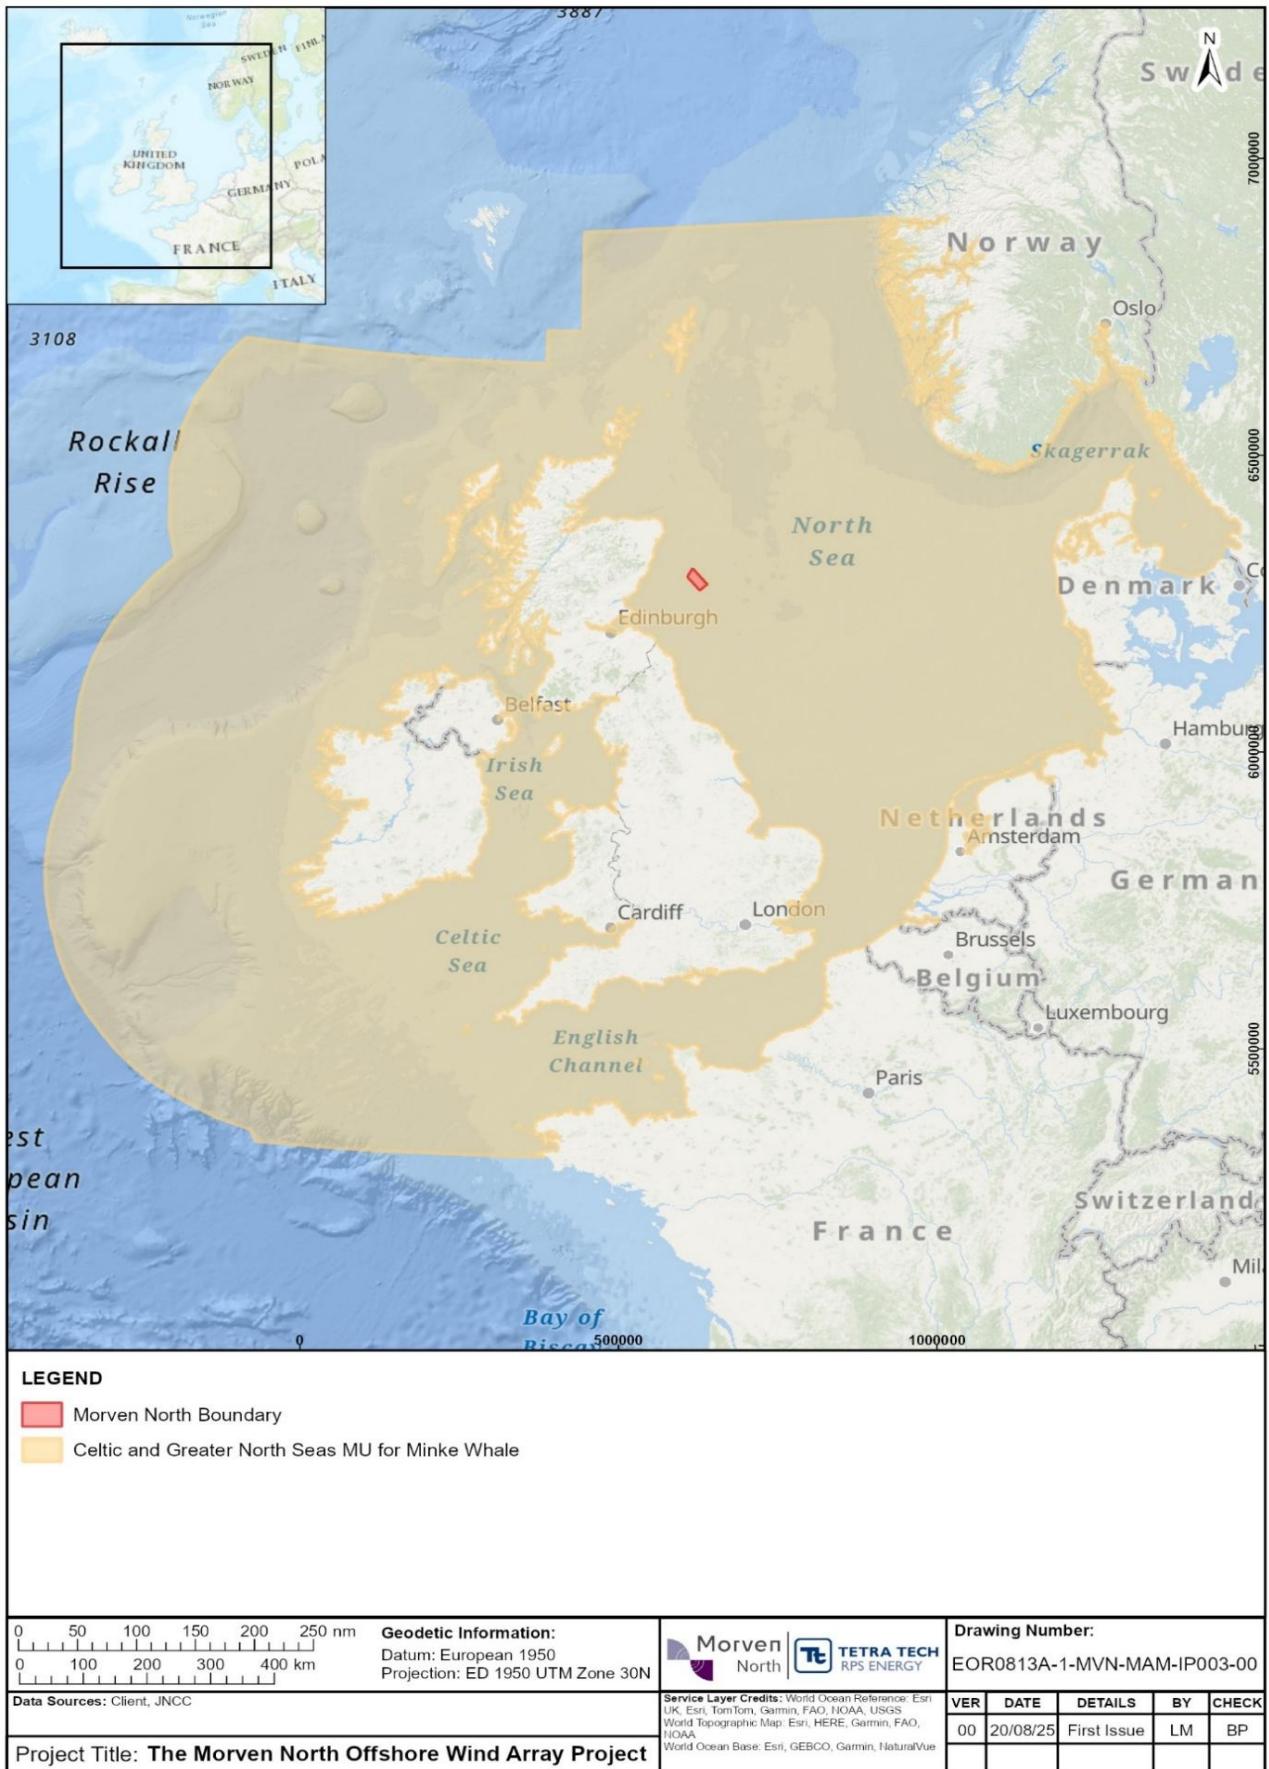 3887
Norwegian
Sea
SWEDEN
FINLA
NORWAY
UNITED
KINGDOM
POLA
GERMANY
FRANCE
ITALY
N
Swede
7000000
Norway
Oslo
3108
Rockall
Rise
Skagerrak
6500000
North
Sea
Denmark
Co
Edinburgh
Belfast
Hamburg
6000000
Irish
Sea
Netherlands
Amsterdam
German
Cardiff
London
Celtic
Sea
Brussels
Belgium
Luxembourg
English
Channel
5500000
Paris
est
pean
sin
Switzerland
France
Mil
Bay of
Biscay
0
500000
1000000
LEGEND
Morven North Boundary
Celtic and Greater North Seas MU for Minke Whale
0 50 100 150 200 250 nm
0 100 200 300 400 km
Geodetic Information:
Datum: European 1950
Projection: ED 1950 UTM Zone 30N
Morven
North
Tt
TETRA TECH
RPS ENERGY
Drawing Number:
EOR0813A-1-MVN-MAM-IP003-00
Data Sources: Client, JNCC
Service Layer Credits: World Ocean Reference: Esri
UK, Esri, TomTom, Garmin, FAO, NOAA, USGS
World Topographic Map: Esri, HERE, Garmin, FAO,
NOAA
World Ocean Base: Esri, GEBCO, Garmin, NaturalVue
VER DATE DETAILS BY CHECK
00 20/08/25 First Issue LM BP
Project Title: The Morven North Offshore Wind Array Project